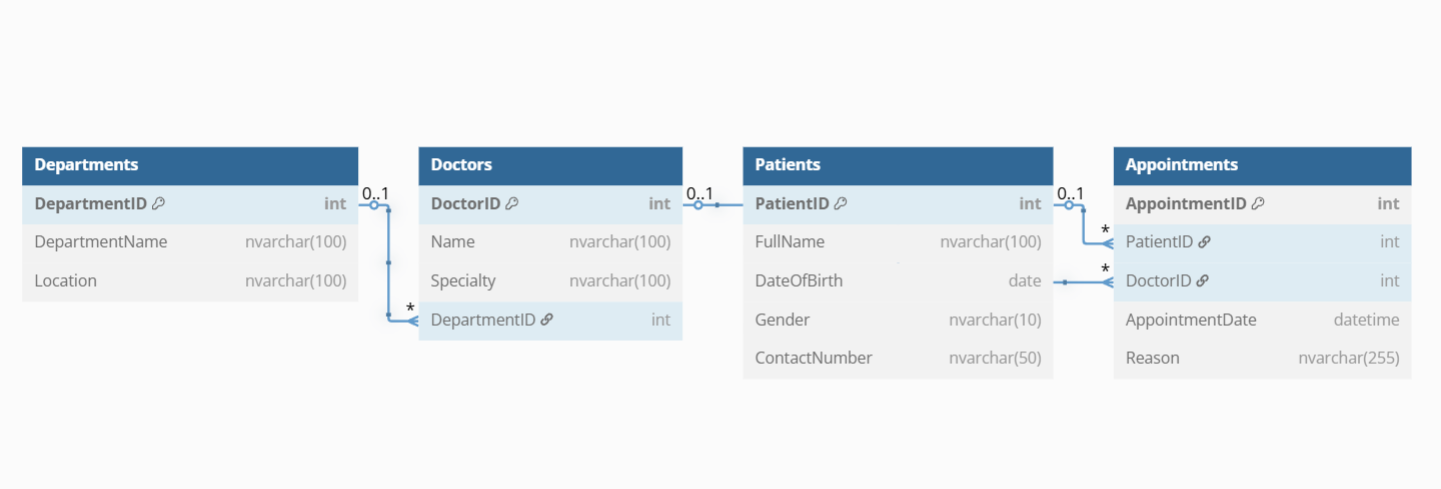 Departments
DepartmentID int
DepartmentName nvarchar(100)
Location nvarchar(100)
0..1
*
Doctors
DoctorID int
Name nvarchar(100)
Specialty nvarchar(100)
DepartmentID int
0..1
Patients
PatientID int
FullName nvarchar(100)
DateOfBirth date
Gender nvarchar(10)
ContactNumber nvarchar(50)
0..1
*
*
Appointments
AppointmentID int
PatientID int
DoctorID int
AppointmentDate datetime
Reason nvarchar(255)